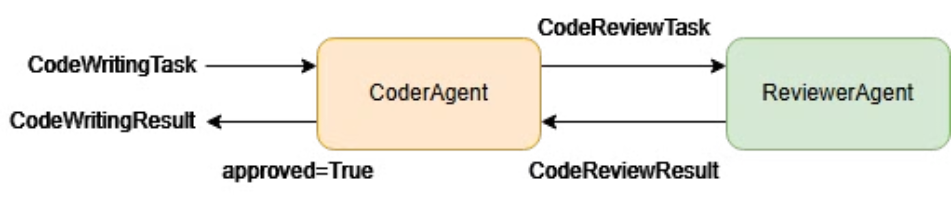 CodeReviewTask
CodeWritingTask
CoderAgent
ReviewerAgent
CodeWritingResult
approved=True
CodeReviewResult